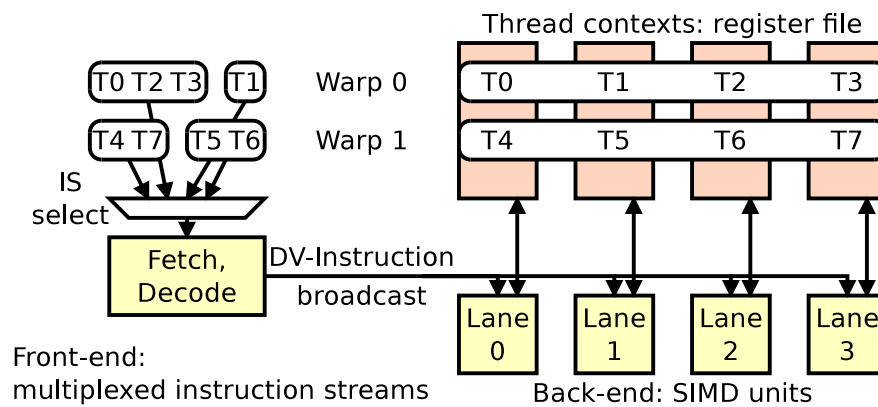 Thread contexts: register file
T0 T2 T3 T1 Warp 0 T0 T1 T2 T3
T4 T7 T5 T6 Warp 1 T4 T5 T6 T7
IS
select
Fetch,
Decode
DV-Instruction
broadcast
Lane
0
Lane
1
Lane
2
Lane
3
Front-end:
multiplexed instruction streams
Back-end: SIMD units